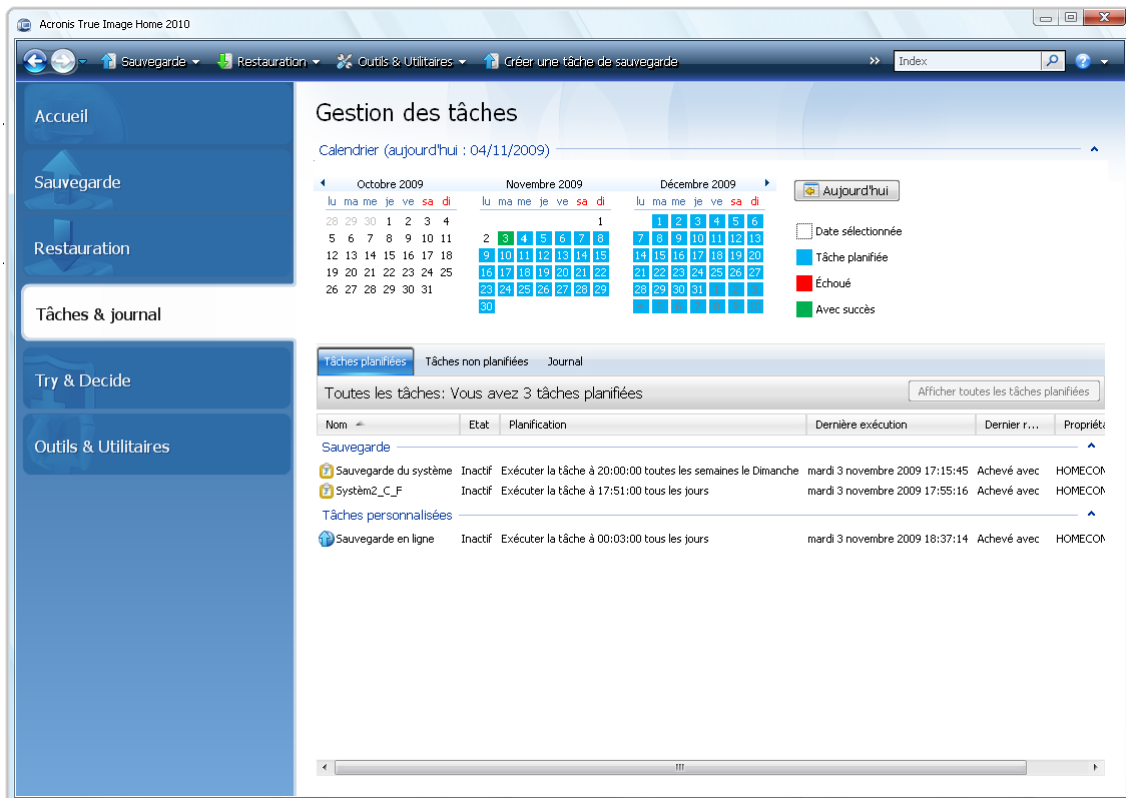 Acronis True Image Home 2010
Sauvegarde Restauration Outils & Utilitaires Créer une tâche de sauvegarde Index
Accueil
Sauvegarde
Restauration
Tâches & journal
Try & Decide
Outils & Utilitaires
Gestion des tâches
Calendrier (aujourd'hui : 04/11/2009)
Octobre 2009 Novembre 2009 Décembre 2009
lu ma me je ve sa di lu ma me je ve sa di lu ma me je ve sa di
28 29 30 1 2 3 4 1 1 2 3 4 5 6
5 6 7 8 9 10 11 2 3 4 5 6 7 8 7 8 9 10 11 12 13
12 13 14 15 16 17 18 9 10 11 12 13 14 15 14 15 16 17 18 19 20
19 20 21 22 23 24 25 16 17 18 19 20 21 22 21 22 23 24 25 26 27
26 27 28 29 30 31 23 24 25 26 27 28 29 28 29 30 31
30
Aujourd'hui
Date sélectionnée
Tâche planifiée
Échoué
Avec succès
Tâches planifiées Tâches non planifiées Journal
Toutes les tâches: Vous avez 3 tâches planifiées Afficher toutes les tâches planifiées
Nom Etat Planification Dernière exécution Dernier r... Propriéta
Sauvegarde
Sauvegarde du système Inactif Exécuter la tâche à 20:00:00 toutes les semaines le Dimanche mardi 3 novembre 2009 17:15:45 Achevé avec HOMECON
Systèm2_C_F Inactif Exécuter la tâche à 17:51:00 tous les jours mardi 3 novembre 2009 17:55:16 Achevé avec HOMECON
Tâches personnalisées
Sauvegarde en ligne Inactif Exécuter la tâche à 00:03:00 tous les jours mardi 3 novembre 2009 18:37:14 Achevé avec HOMECON